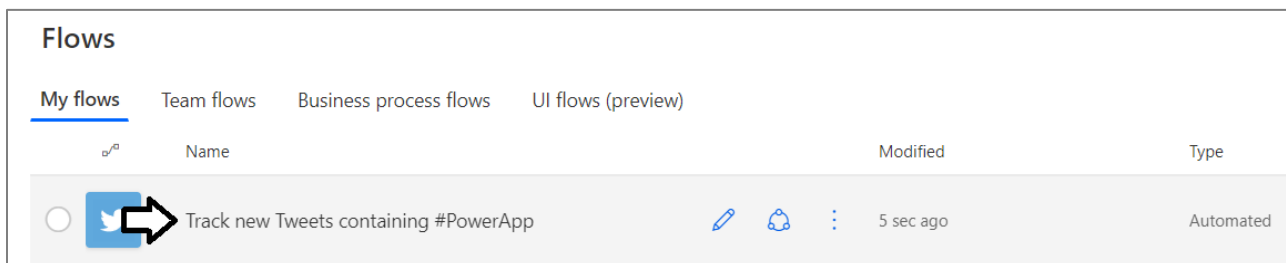 Flows
My flows Team flows Business process flows UI flows (preview)
Name Modified Type
Track new Tweets containing #PowerApp 5 sec ago Automated